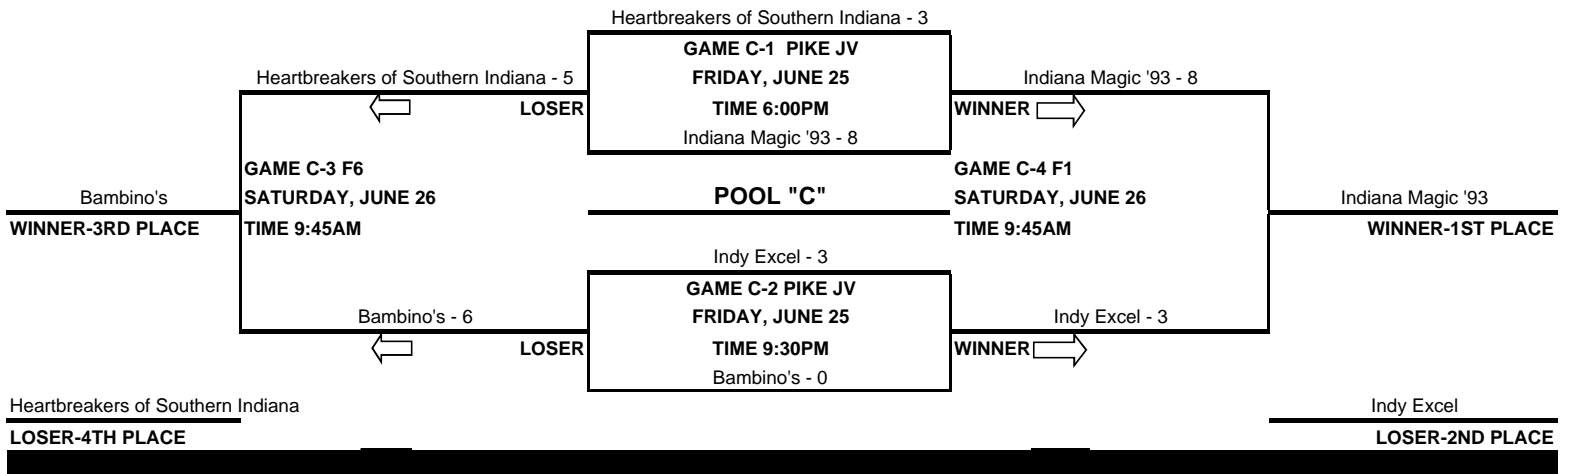 Heartbreakers of Southern Indiana - 3
GAME C-1  PIKE JV
Heartbreakers of Southern Indiana - 5
FRIDAY, JUNE 25
Indiana Magic '93 - 8
LOSER
TIME 6:00PM
WINNER
Indiana Magic '93 - 8
GAME C-3 F6
GAME C-4 F1
Bambino's
SATURDAY, JUNE 26
POOL "C"
SATURDAY, JUNE 26
Indiana Magic '93
WINNER-3RD PLACE
TIME 9:45AM
TIME 9:45AM
WINNER-1ST PLACE
Indy Excel - 3
GAME C-2 PIKE JV
Bambino's - 6
FRIDAY, JUNE 25
Indy Excel - 3
LOSER
TIME 9:30PM
WINNER
Bambino's - 0
Heartbreakers of Southern Indiana
Indy Excel
LOSER-4TH PLACE
LOSER-2ND PLACE